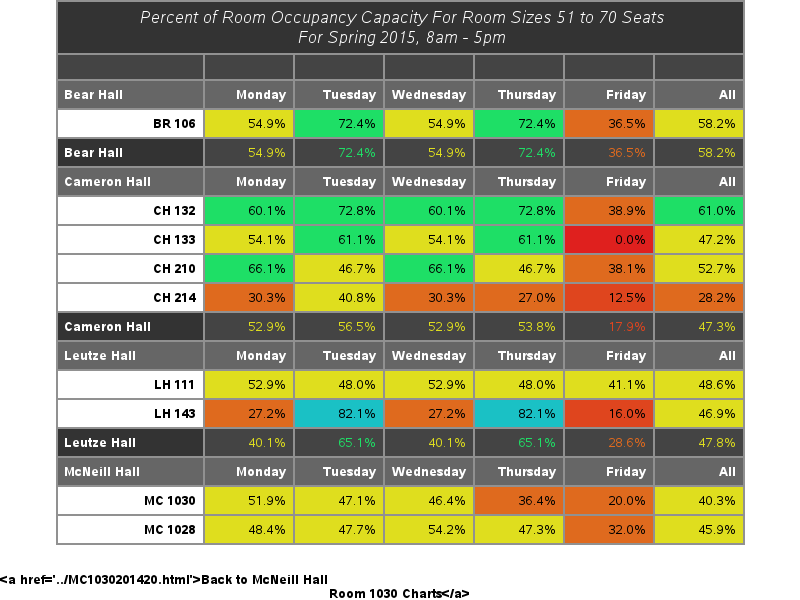 Percent of Room Occupancy Capacity For Room Sizes 51 to 70 Seats
For Spring 2015, 8am - 5pm
Bear Hall Monday Tuesday Wednesday Thursday Friday All
BR 106 54.9% 72.4% 54.9% 72.4% 36.5% 58.2%
Bear Hall 54.9% 72.4% 54.9% 72.4% 36.5% 58.2%
Cameron Hall Monday Tuesday Wednesday Thursday Friday All
CH 132 60.1% 72.8% 60.1% 72.8% 38.9% 61.0%
CH 133 54.1% 61.1% 54.1% 61.1% 0.0% 47.2%
CH 210 66.1% 46.7% 66.1% 46.7% 38.1% 52.7%
CH 214 30.3% 40.8% 30.3% 27.0% 12.5% 28.2%
Cameron Hall 52.9% 56.5% 52.9% 53.8% 17.9% 47.3%
Leutze Hall Monday Tuesday Wednesday Thursday Friday All
LH 111 52.9% 48.0% 52.9% 48.0% 41.1% 48.6%
LH 143 27.2% 82.1% 27.2% 82.1% 16.0% 46.9%
Leutze Hall 40.1% 65.1% 40.1% 65.1% 28.6% 47.8%
McNeill Hall Monday Tuesday Wednesday Thursday Friday All
MC 1030 51.9% 47.1% 46.4% 36.4% 20.0% 40.3%
MC 1028 48.4% 47.7% 54.2% 47.3% 32.0% 45.9%
<a href='../MC1030201420.html'>Back to McNeill Hall
Room 1030 Charts</a>